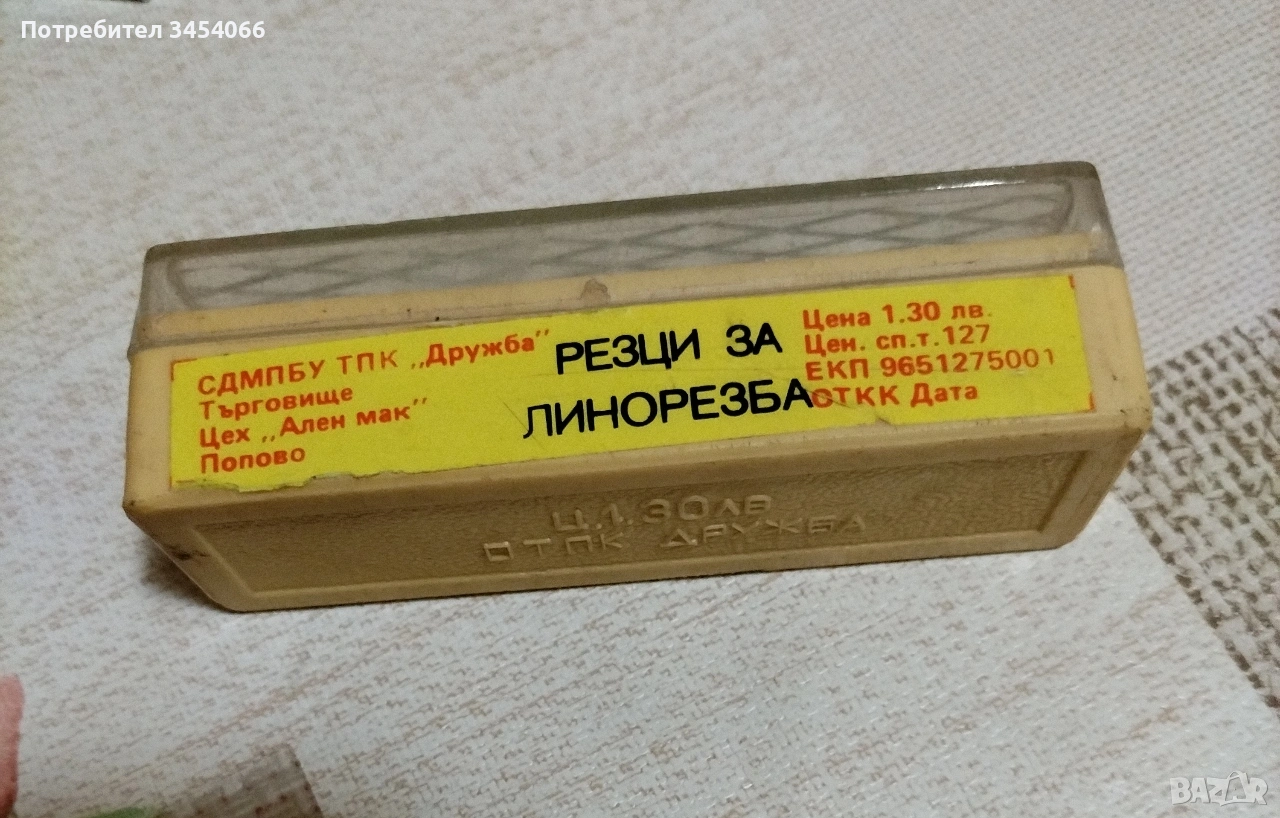 Потребител 3454066
СДМПБУ ТПК „Дружба"
Търговище
Цех „Ален мак"
Попово
РЕЗЦИ ЗА
ЛИНОРЕЗБА
Цена 1.30 лв.
Цен. сп.т.127
ЕКП 9651275001
ОТКК Дата
Ц.1.30лв
ОТПК ДРУЖБА
BAZAR